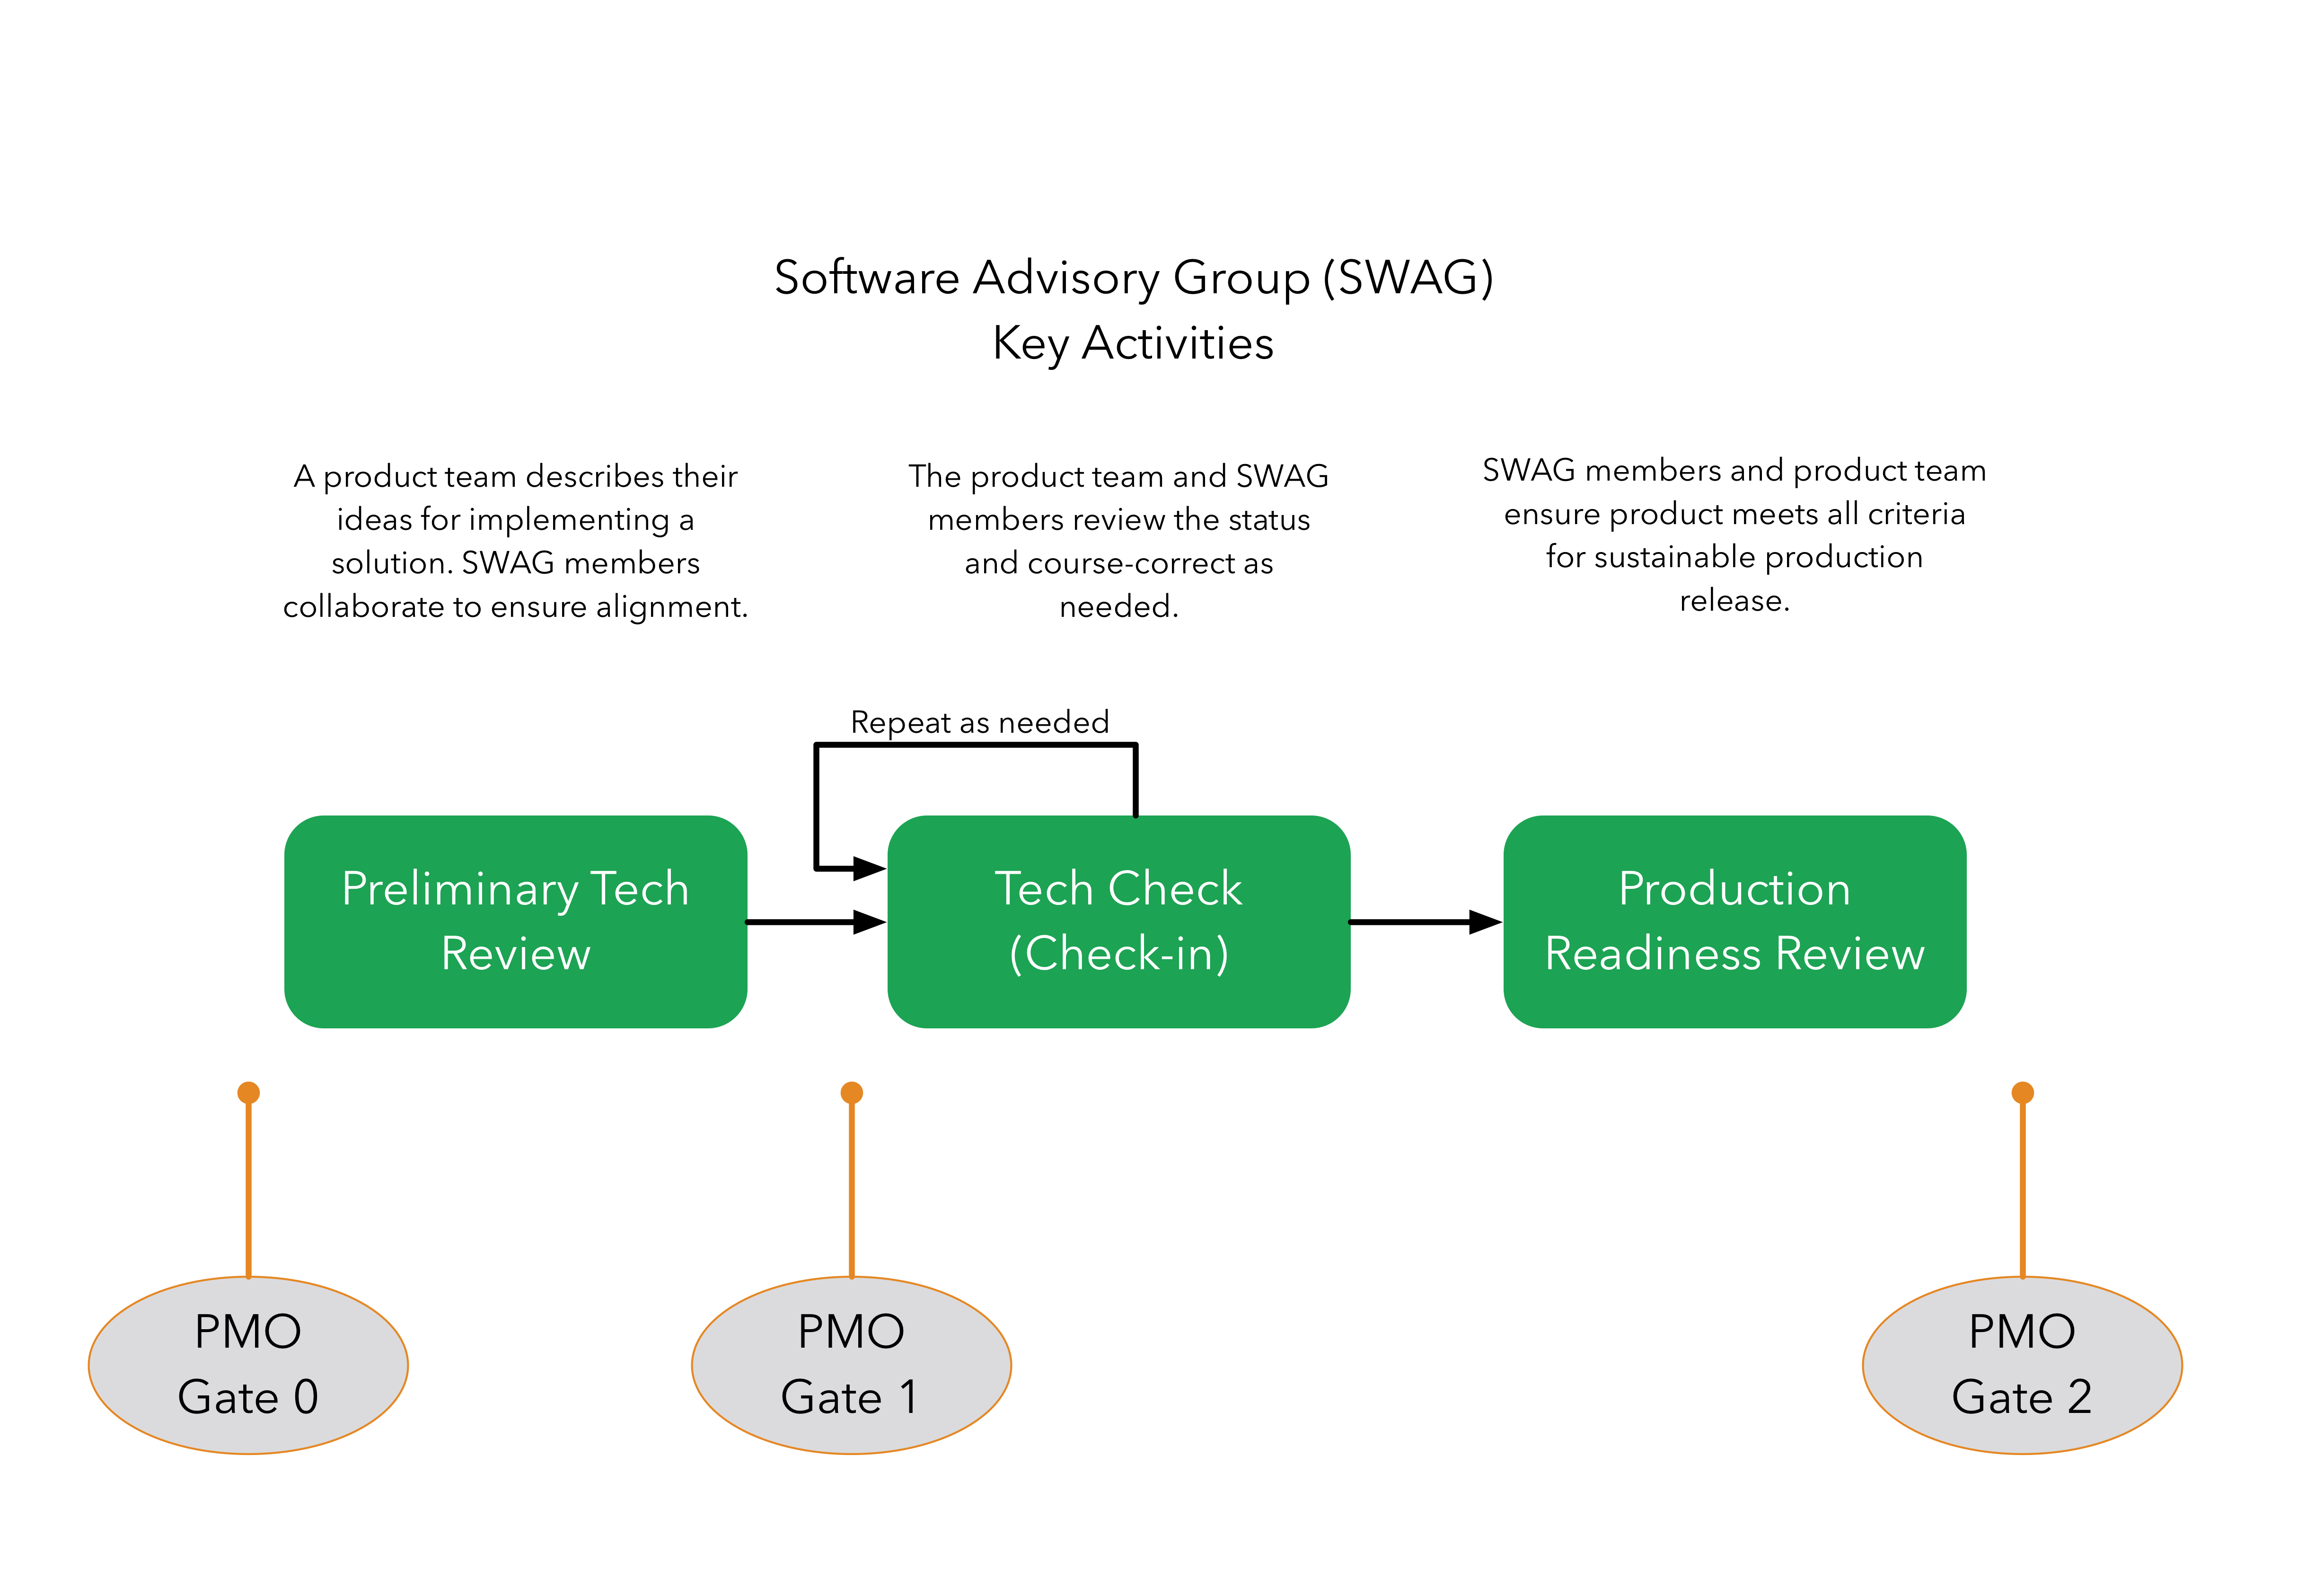 Software Advisory Group (SWAG)
Key Activities
A product team describes their
ideas for implementing a
solution. SWAG members
collaborate to ensure alignment.
The product team and SWAG
members review the status
and course-correct as
needed.
SWAG members and product team
ensure product meets all criteria
for sustainable production
release.
Repeat as needed
Preliminary Tech
Review
Tech Check
(Check-in)
Production
Readiness Review
PMO
Gate 0
PMO
Gate 1
PMO
Gate 2